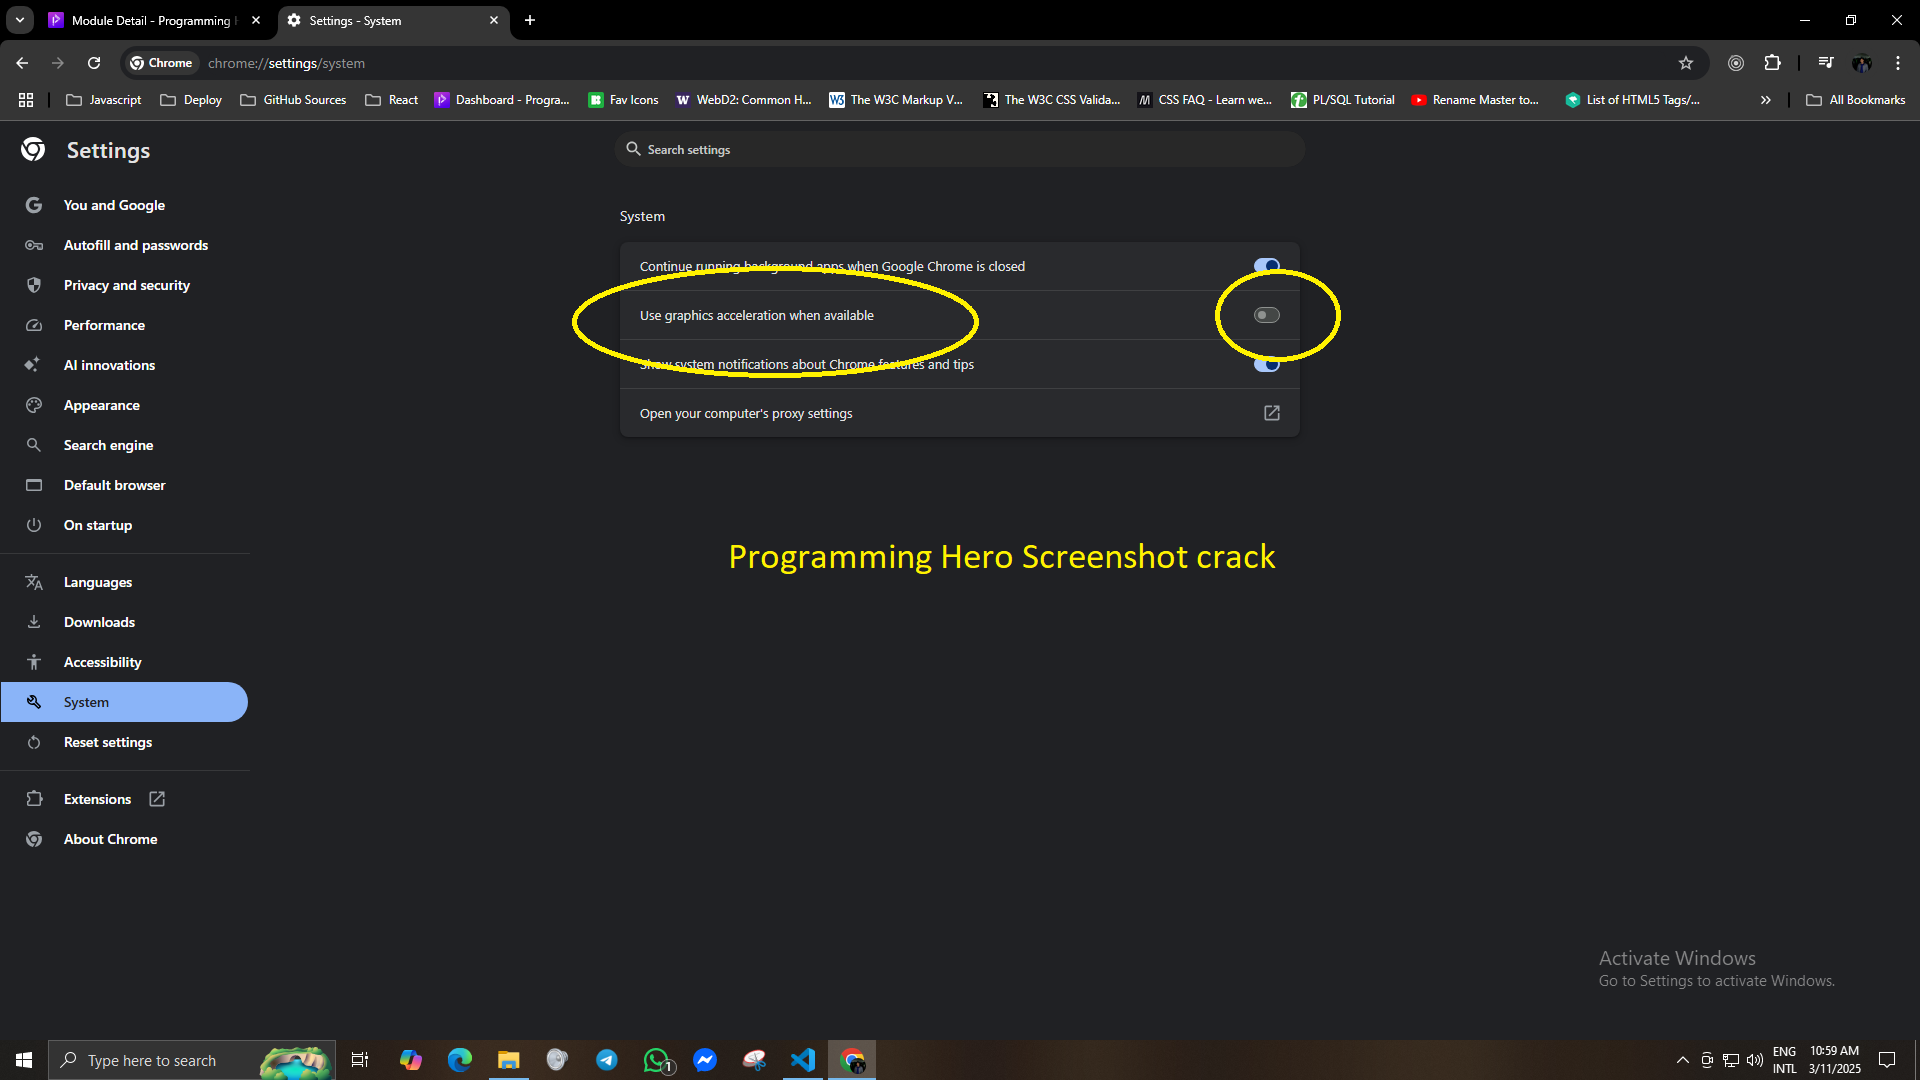 Module Detail - Programming
Settings - System
Chrome
chrome://settings/system
Javascript
Deploy
GitHub Sources
React
Dashboard - Progra...
Fav Icons
WebD2: Common H...
The W3C Markup V...
The W3C CSS Valida...
CSS FAQ - Learn we...
PL/SQL Tutorial
Rename Master to...
List of HTML5 Tags/...
All Bookmarks
Settings
Search settings
You and Google
Autofill and passwords
Privacy and security
Performance
AI innovations
Appearance
Search engine
Default browser
On startup
Languages
Downloads
Accessibility
System
Reset settings
Extensions
About Chrome
System
Continue running background apps when Google Chrome is closed
Use graphics acceleration when available
Show system notifications about Chrome features and tips
Open your computer's proxy settings
Programming Hero Screenshot crack
Activate Windows
Go to Settings to activate Windows.
Type here to search
1
ENG
INTL
10:59 AM
3/11/2025